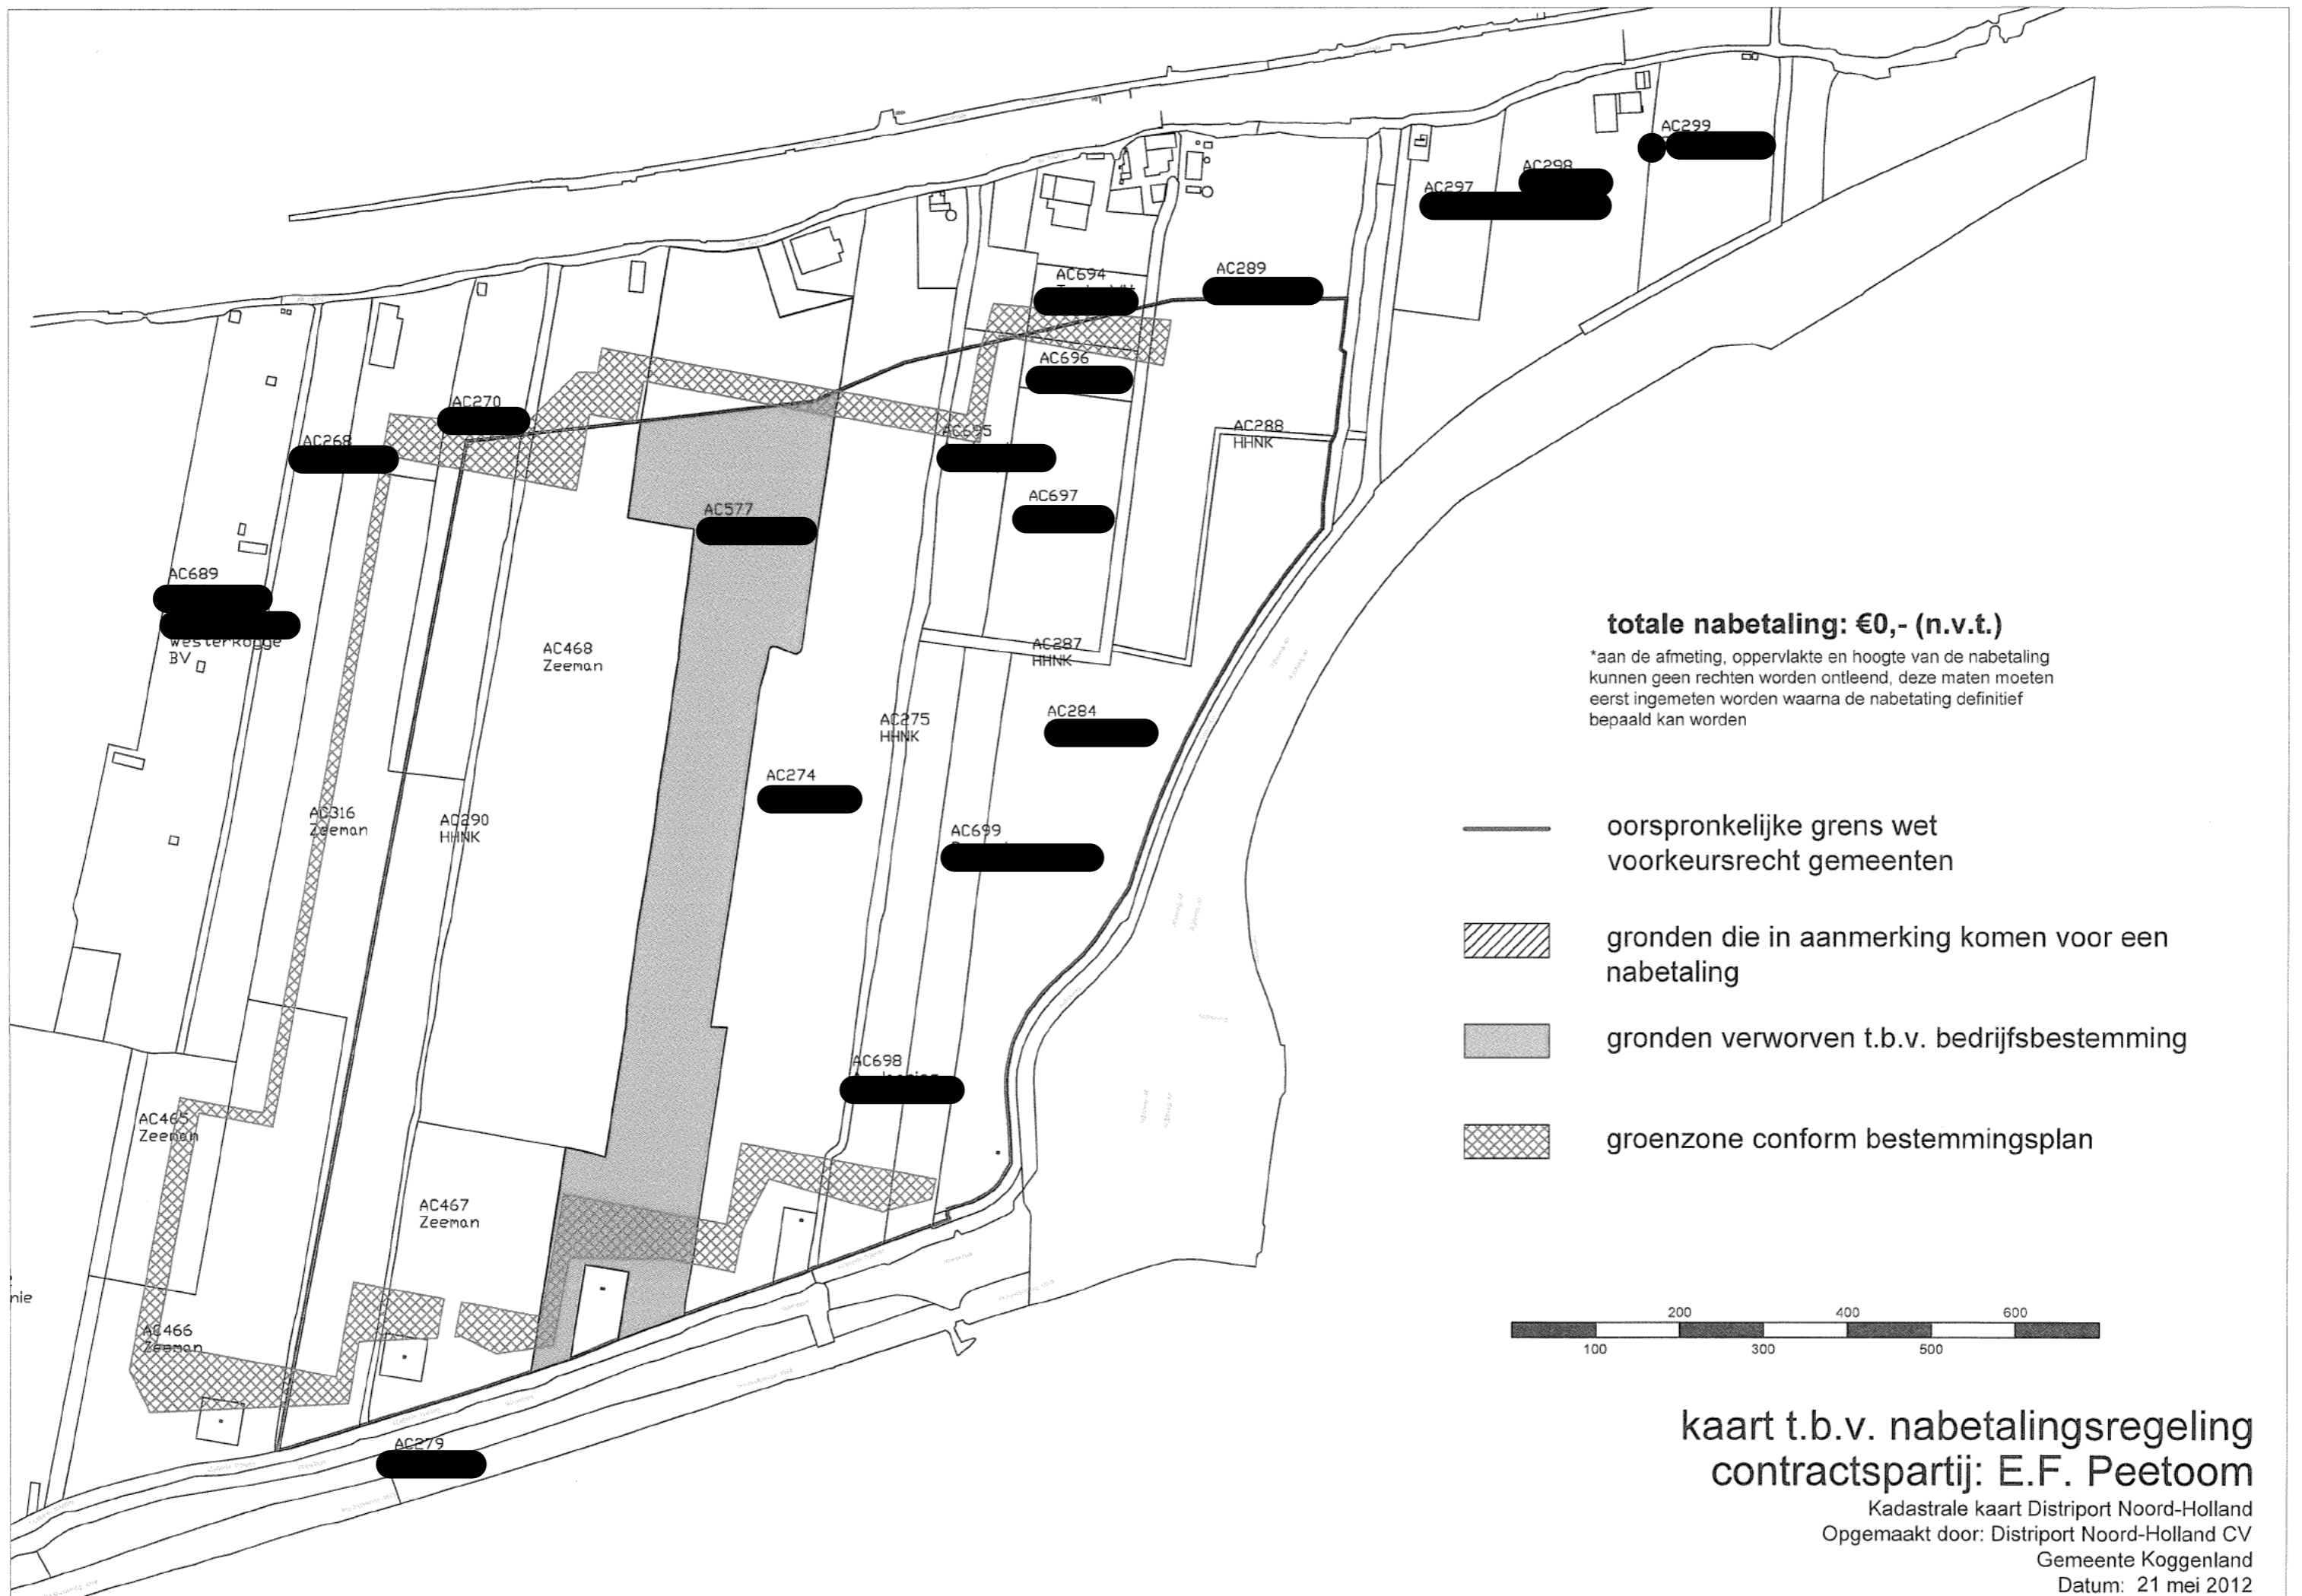 AC299
AC298
AC297
AC694
AC289
AC696
AC270
AC268
AC288
HHNK
AC695
AC697
AC577
AC689
Westerkogge
BV
AC468
Zeeman
AC287
HHNK
AC284
AC275
HHNK
AC274
AC316
Zeeman
AC290
HHNK
AC699
AC698
AC465
Zeeman
AC467
Zeeman
nie
AC466
Zeeman
AC279
totale nabetaling: €0,- (n.v.t.)
*aan de afmeting, oppervlakte en hoogte van de nabetaling
kunnen geen rechten worden ontleend, deze maten moeten
eerst ingemeten worden waarna de nabetating definitief
bepaald kan worden
oorspronkelijke grens wet
voorkeursrecht gemeenten
gronden die in aanmerking komen voor een
nabetaling
gronden verworven t.b.v. bedrijfsbestemming
groenzone conform bestemmingsplan
200 400 600
100 300 500
kaart t.b.v. nabetalingsregeling
contractspartij: E.F. Peetoom
Kadastrale kaart Distriport Noord-Holland
Opgemaakt door: Distriport Noord-Holland CV
Gemeente Koggenland
Datum: 21 mei 2012